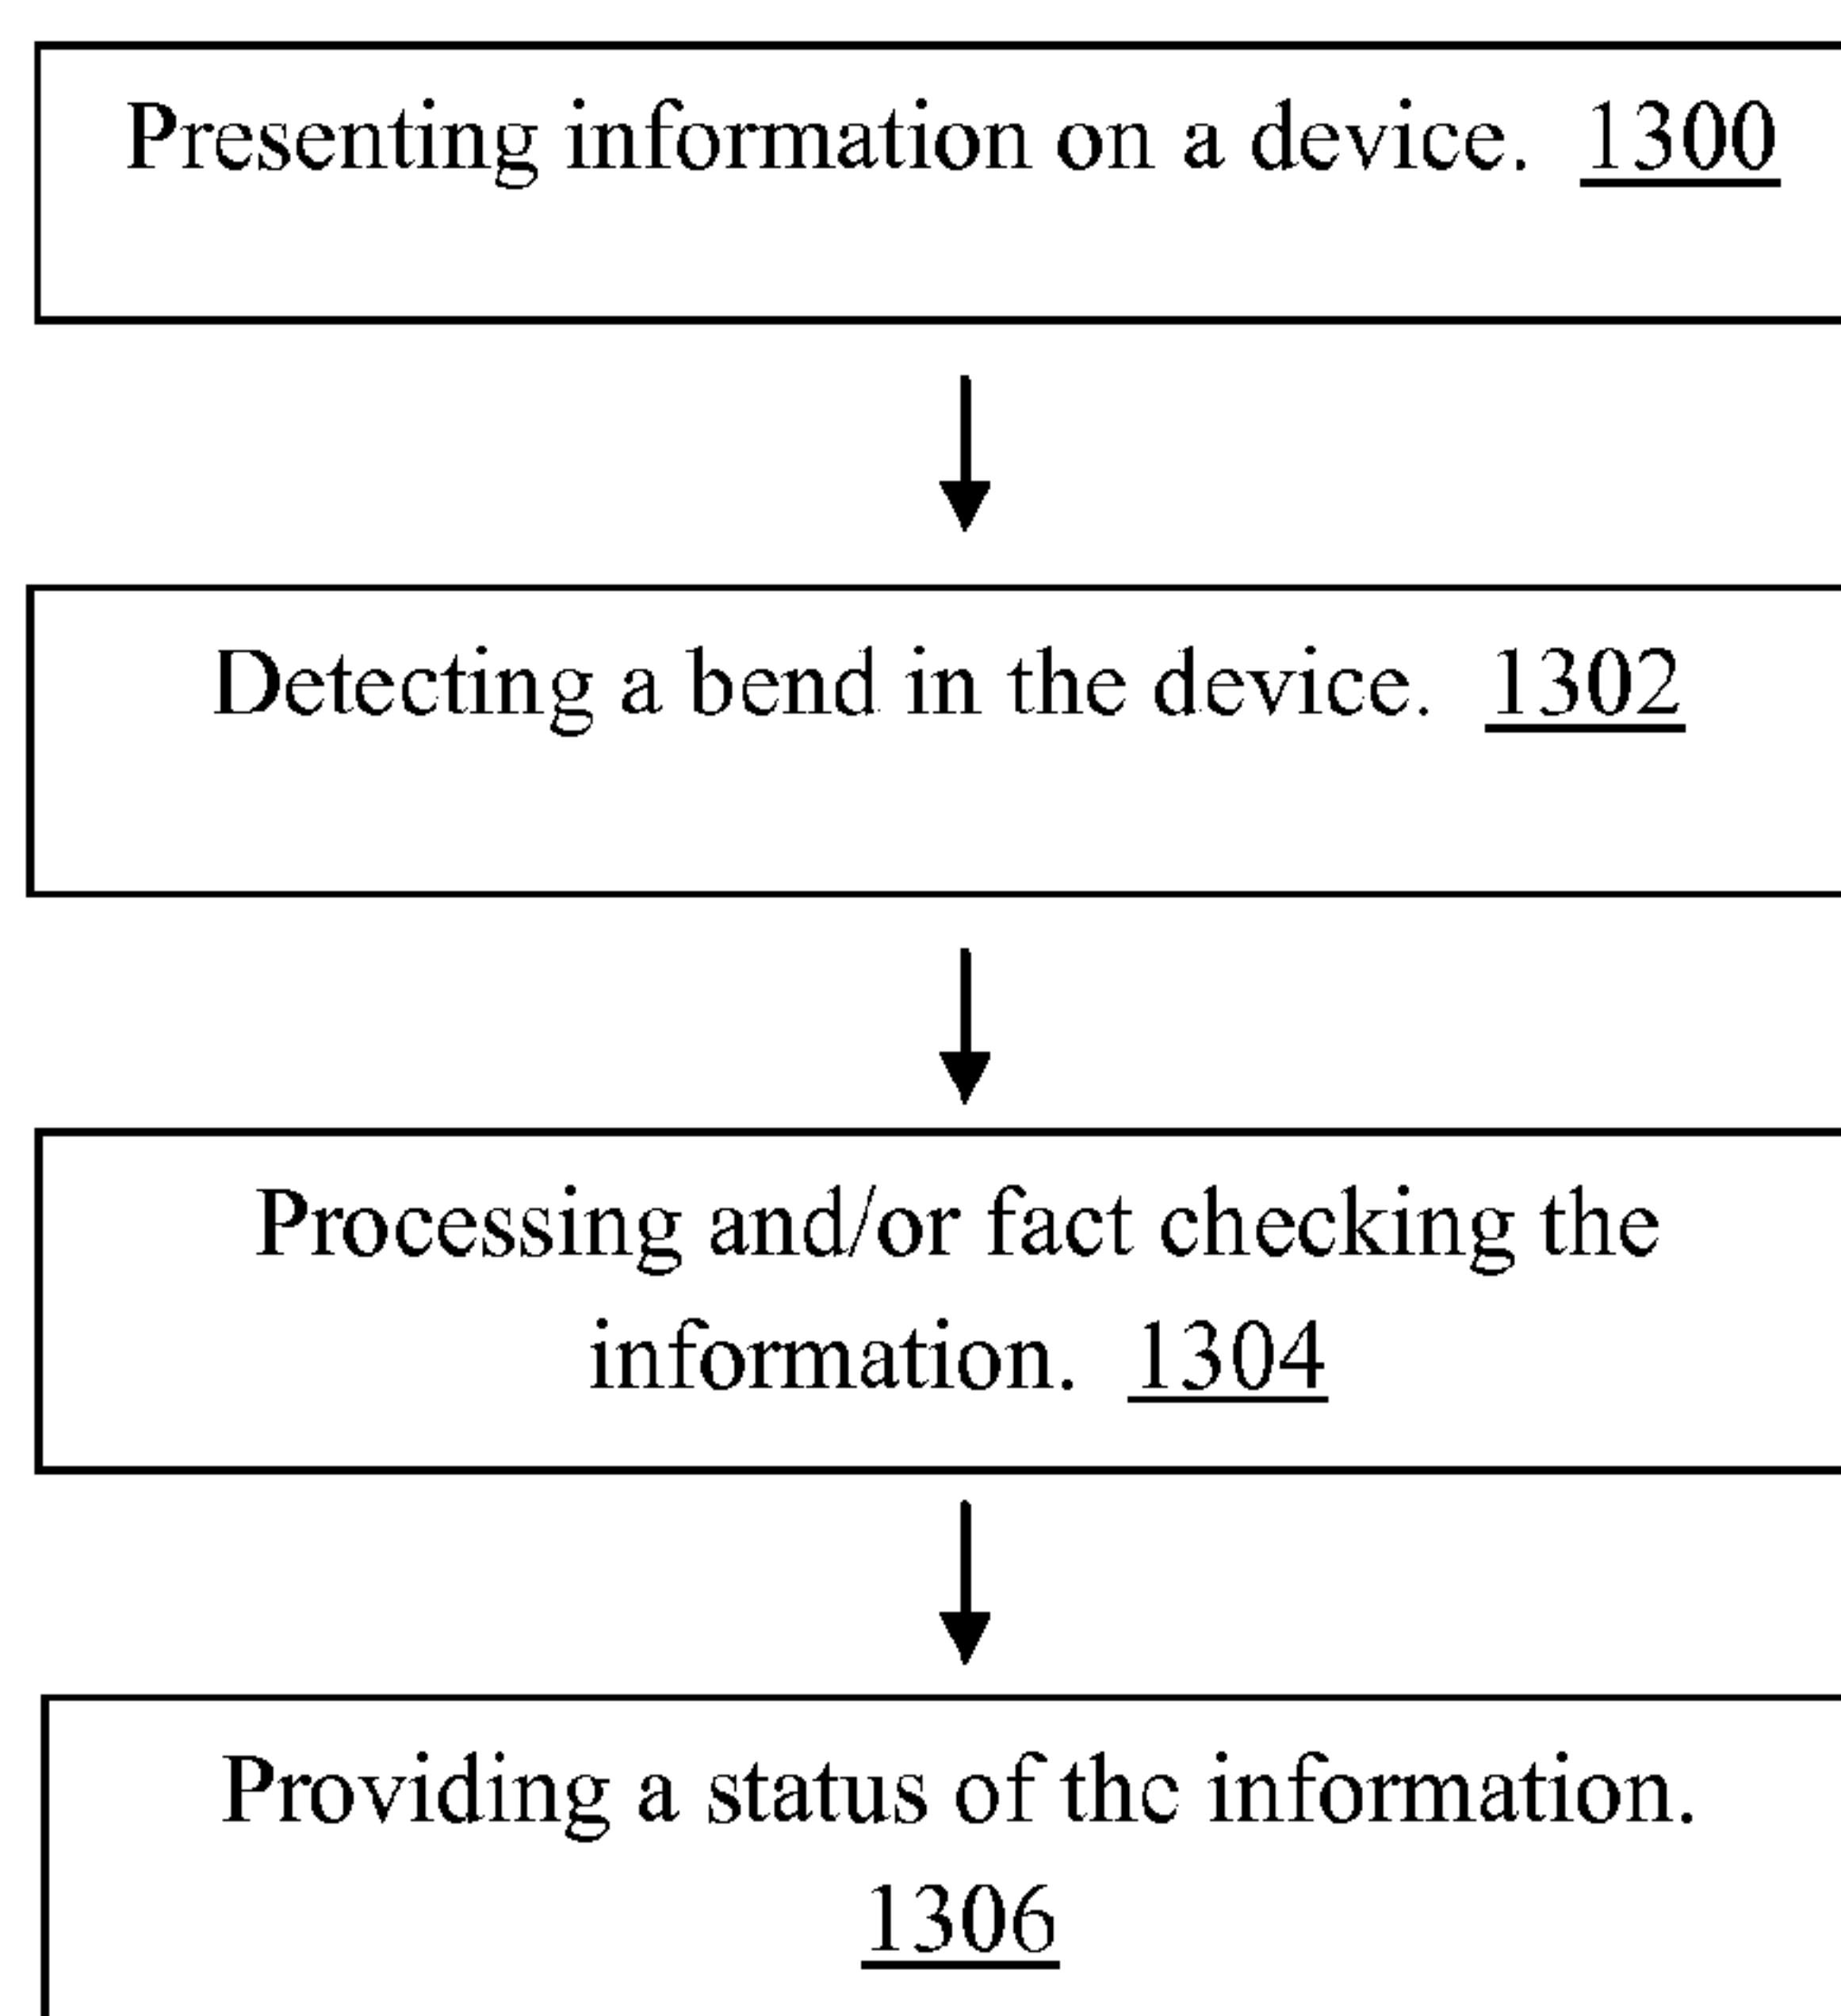 Presenting information on a device. 1300
Detecting a bend in the device. 1302
Processing and/or fact checking the
information. 1304
Providing a status of the information.
1306